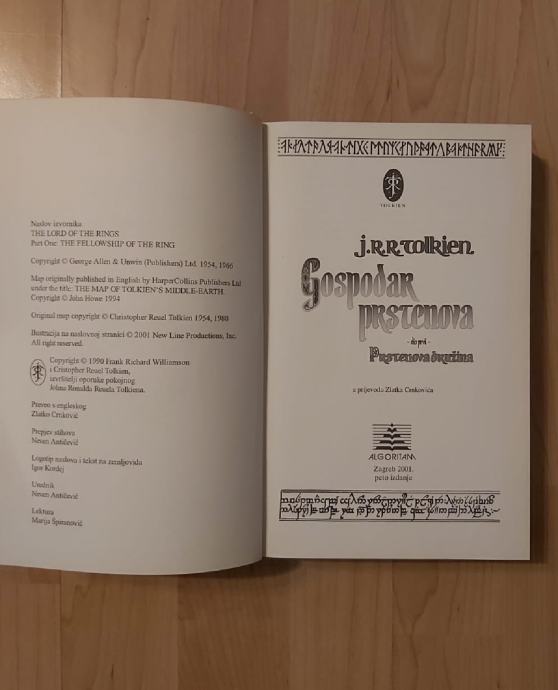 Naslov izvornika
THE LORD OF THE RINGS
Part One: THE FELLOWSHIP OF THE RING
Copyright © George Allen & Unwin (Publishers) Ltd. 1954, 1966
Map originally published in English by HarperCollins Publishers Ltd
under the title: THE MAP OF TOLKIEN'S MIDDLE-EARTH.
Copyright © John Howe 1994
Original map copyright © Christopher Reuel Tolkien 1954, 1980
Ilustracija na naslovnoj stranici © 2001 New Line Productions, Inc.
All right reserved.
Copyright © 1990 Frank Richard Williamson
i Cristopher Reuel Tolkien,
izvršitelji oporuke pokojnog
Johna Ronalda Reuela Tolkiena.
Preveo s engleskog
Zlatko Crnković
Prepjev stihova
Neven Antičević
Logotip naslova i tekst na zemljovidu
Igor Kordej
Urednik
Neven Antičević
Lektura
Marija
TOLKIEN
J.R.R. Tolkien
Gospodar
prstenova
- dio prvi -
Prstenova družina
u prijevodu Zlatka Crnkovića
ALGORITAM
Zagreb 2001.
peto izdanje